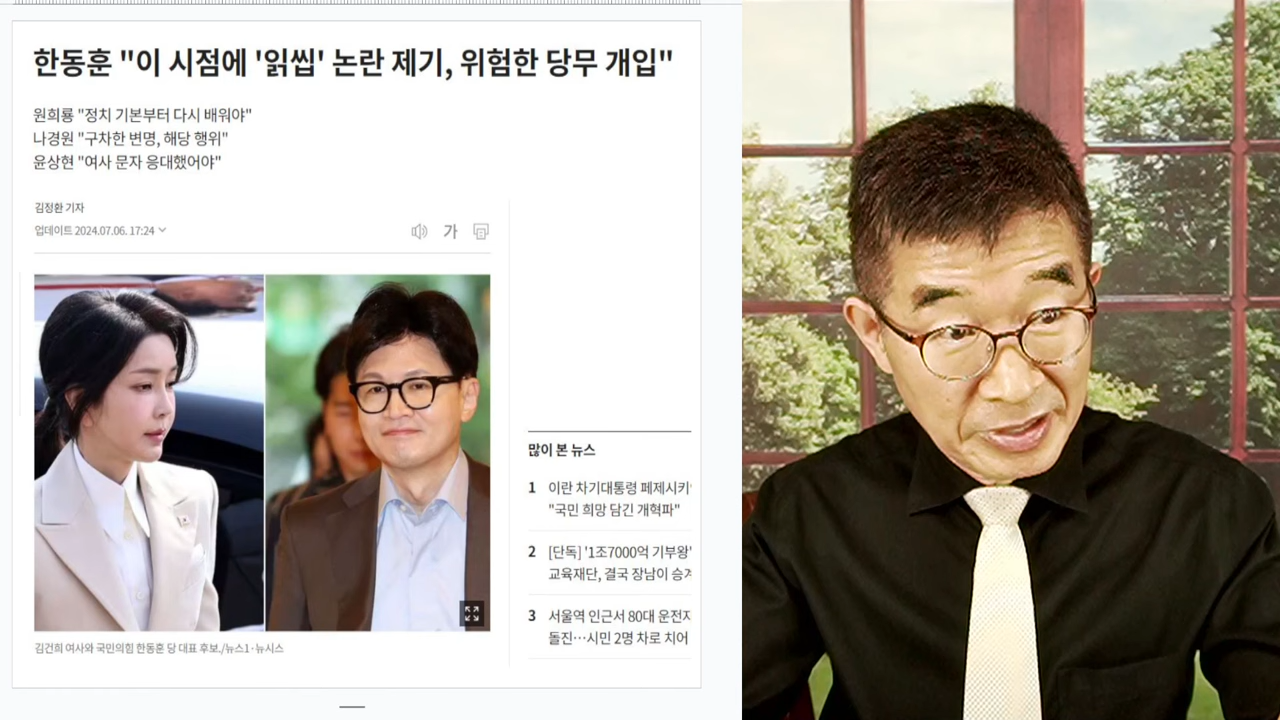 한동훈 "이 시점에 '읽씹' 논란 제기, 위험한 당무 개입"
원희룡 "정치 기본부터 다시 배워야"
나경원 "구차한 변명, 해당 행위"
윤상현 "여사 문자 응대했어야"
김정환 기자
업데이트 2024.07.06. 17:24
가
김건희 여사와 국민의힘 한동훈 당 대표 후보./뉴스1·뉴시스
많이 본 뉴스
1 이란 차기대통령 페제시키
"국민 희망 담긴 개혁파"
2 [단독] '1조7000억 기부왕'
교육재단, 결국 장남이 승계
3 서울역 인근서 80대 운전자
돌진…시민 2명 차로 치어